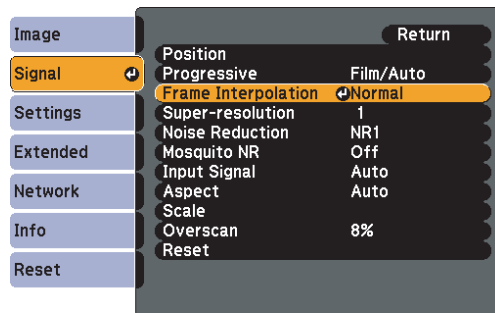 Image
Signal
Settings
Extended
Network
Info
Reset
Return
Position
Progressive Film/Auto
Frame Interpolation Normal
Super-resolution 1
Noise Reduction NR1
Mosquito NR Off
Input Signal Auto
Aspect Auto
Scale
Overscan 8%
Reset